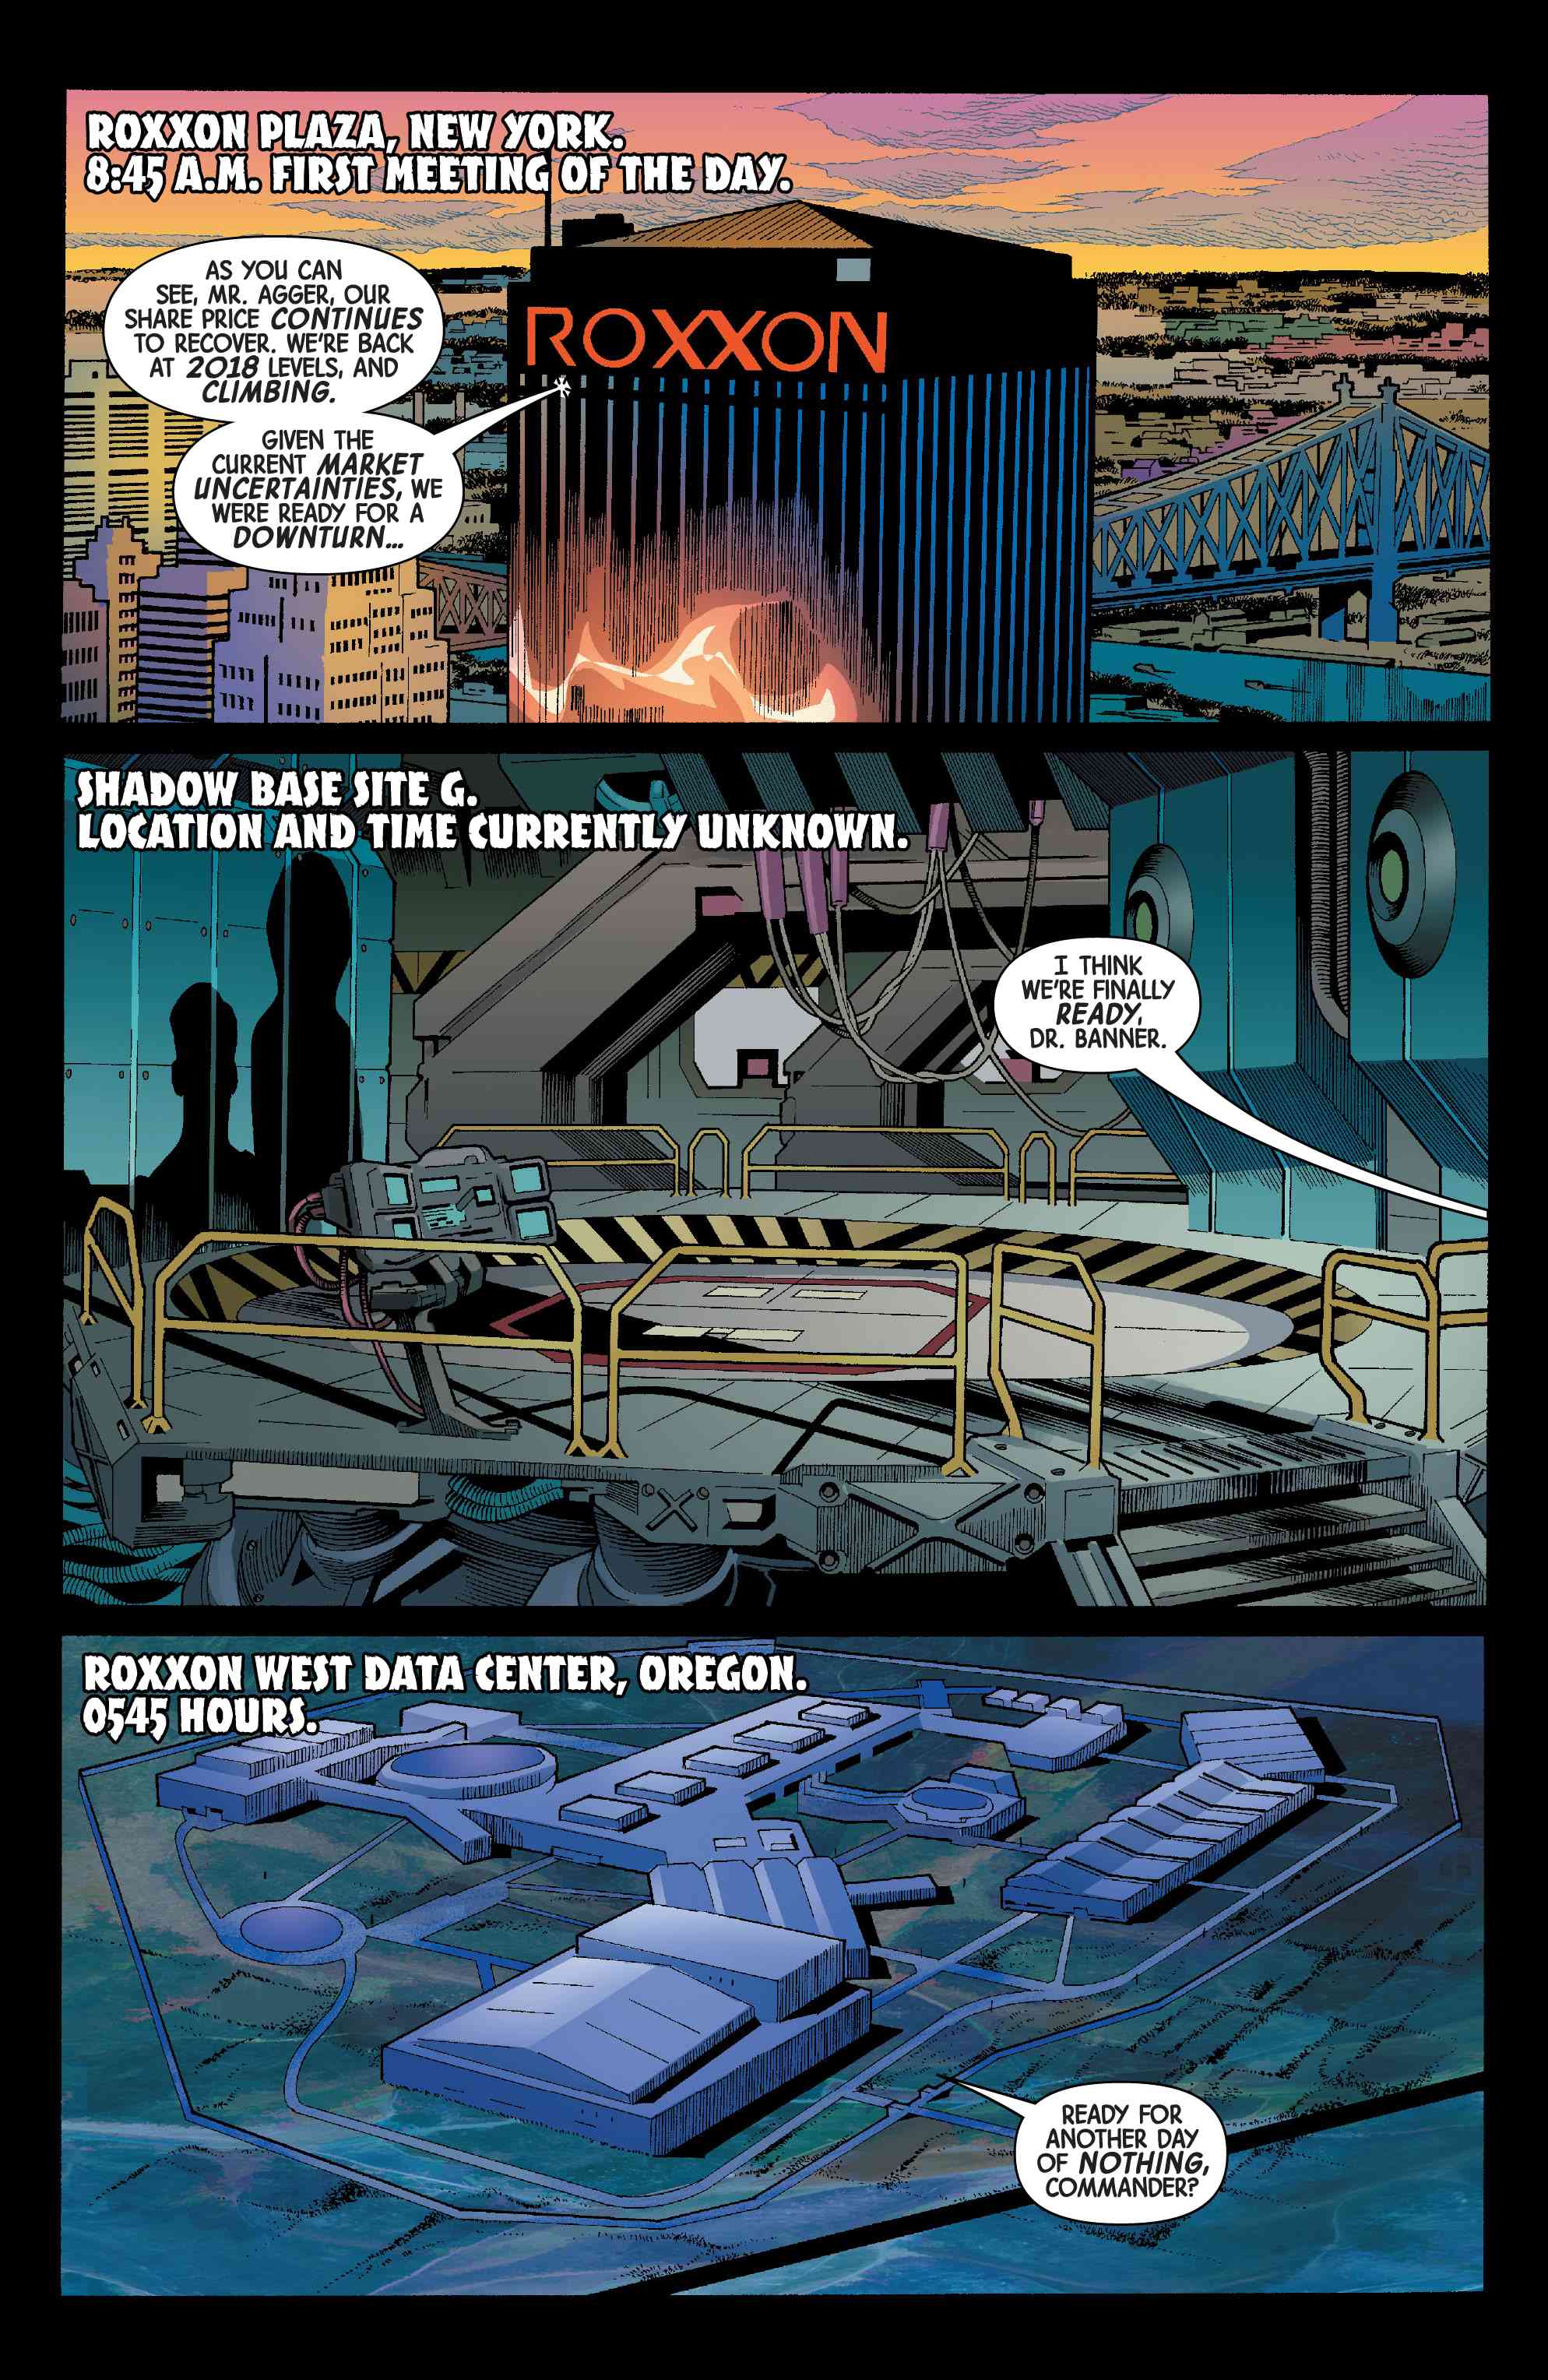 ROXXON PLAZA, NEW YORK.
8:45 A.M. FIRST MEETING OF THE DAY.
AS YOU CAN
SEE, MR. AGGER, OUR
SHARE PRICE CONTINUES
TO RECOVER. WE'RE BACK
AT 2018 LEVELS, AND
CLIMBING.
GIVEN THE
CURRENT MARKET
UNCERTAINTIES, WE
WERE READY FOR A
DOWNTURN...
ROXXON
SHADOW BASE SITE G.
LOCATION AND TIME CURRENTLY UNKNOWN.
I THINK
WE'RE FINALLY
READY,
DR. BANNER.
ROXXON WEST DATA CENTER, OREGON.
0545 HOURS.
READY FOR
ANOTHER DAY
OF NOTHING,
COMMANDER?